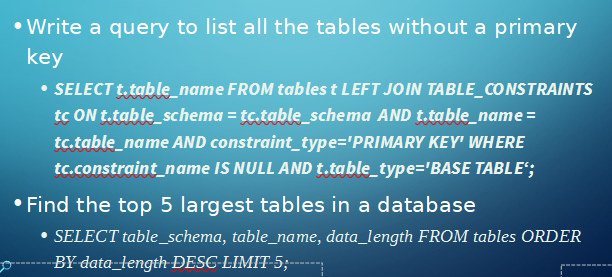 •Write a query to list all the tables without a primary
key
• SELECT t.table_name FROM tables t LEFT JOIN TABLE_CONSTRAINTS
tc ON t.table_schema = tc.table_schema AND t.table_name =
tc.table_name AND constraint_type='PRIMARY KEY' WHERE
tc.constraint_name IS NULL AND t.table_type='BASE TABLE‘;
•Find the top 5 largest tables in a database
• SELECT table_schema, table_name, data_length FROM tables ORDER
BY data_length DESC LIMIT 5;